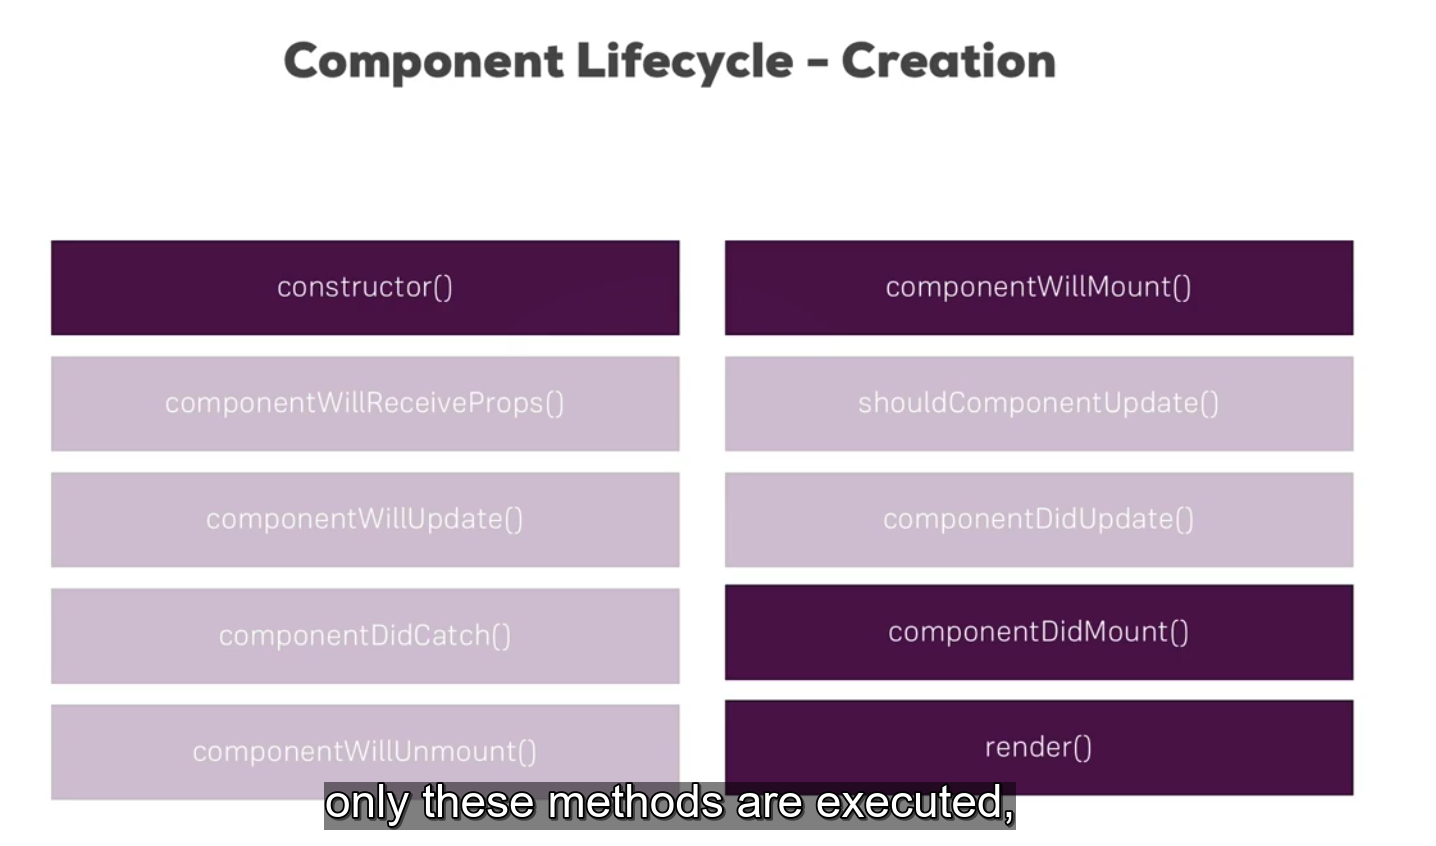 Component Lifecycle - Creation
constructor()
componentWillMount()
componentWillReceiveProps()
shouldComponentUpdate()
componentWillUpdate()
componentDidUpdate()
componentDidCatch()
componentDidMount()
componentWillUnmount()
render()
only these methods are executed,